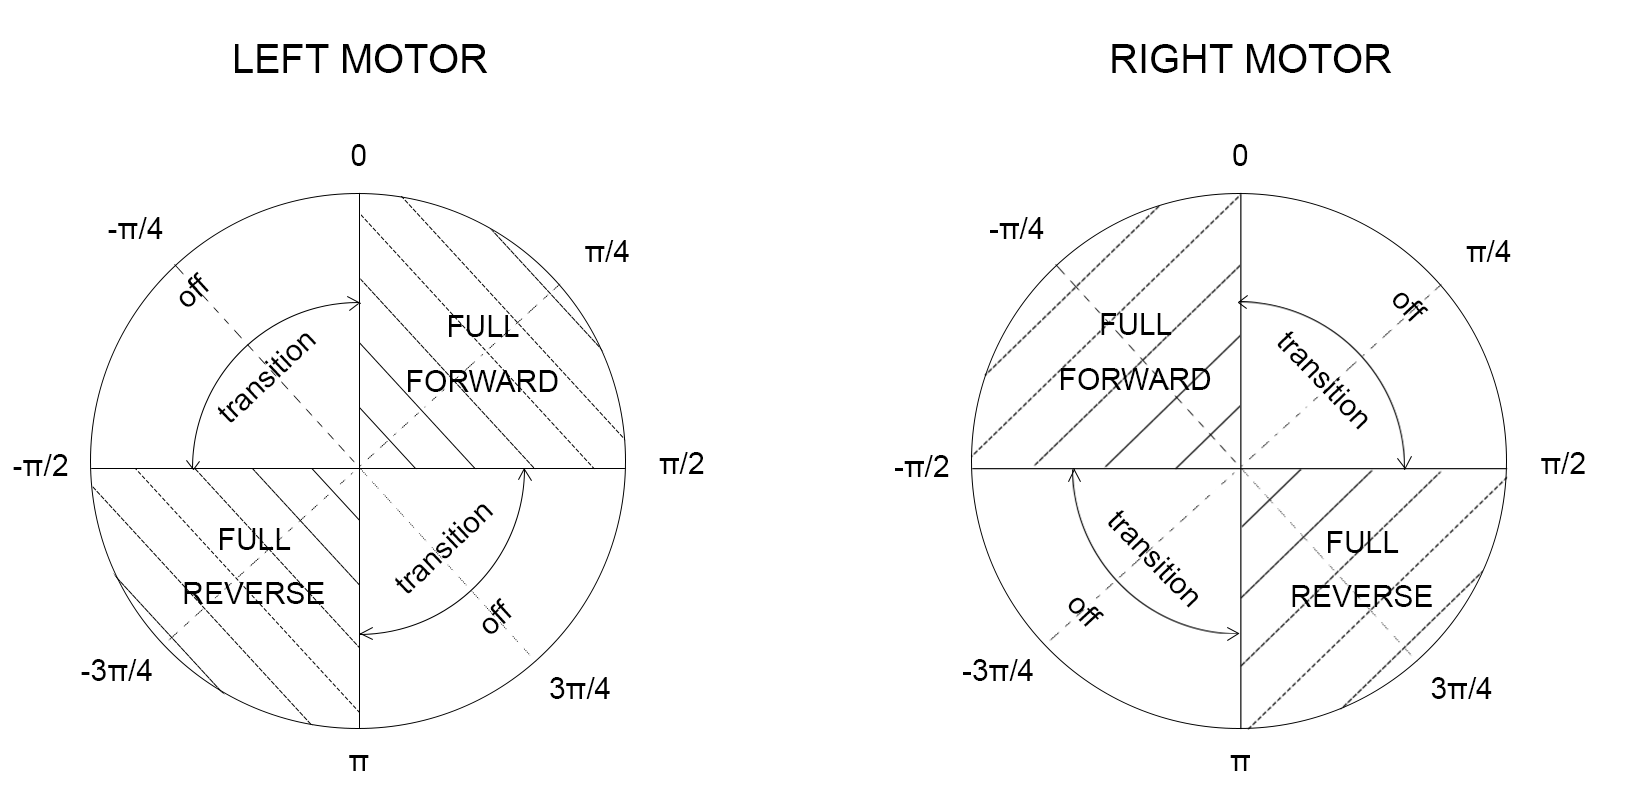 LEFT MOTOR
0
-π/4
π/4
off
transition
FULL
FORWARD
-π/2
π/2
FULL
REVERSE
transition
off
-3π/4
3π/4
π
RIGHT MOTOR
0
-π/4
π/4
off
FULL
FORWARD
transition
-π/2
π/2
transition
FULL
REVERSE
off
-3π/4
3π/4
π